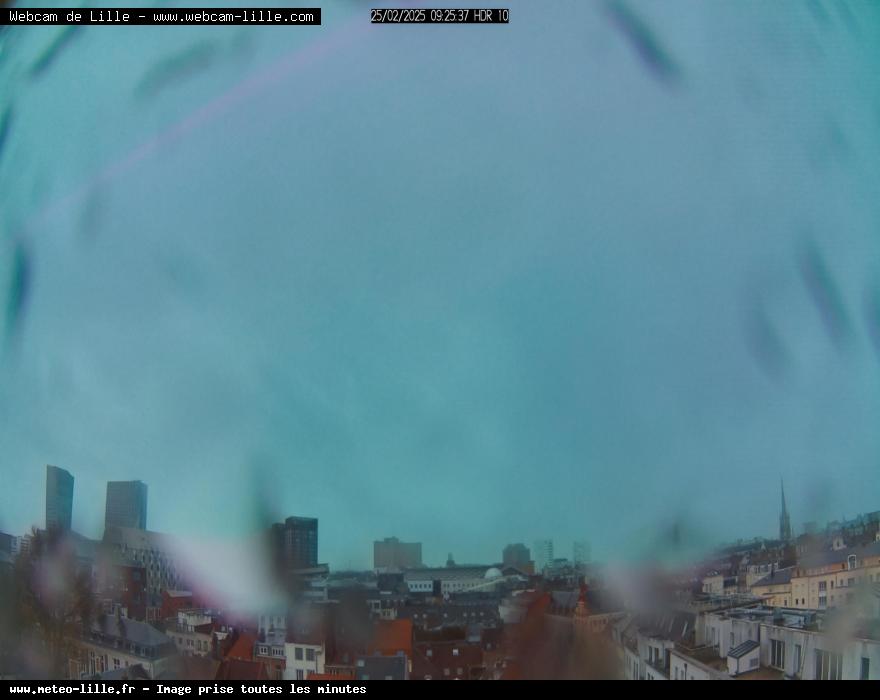 Webcam de Lille - www.webcam-lille.com
25/02/2025 09:25:37 HDR 10
www.meteo-lille.fr - Image prise toutes les minutes